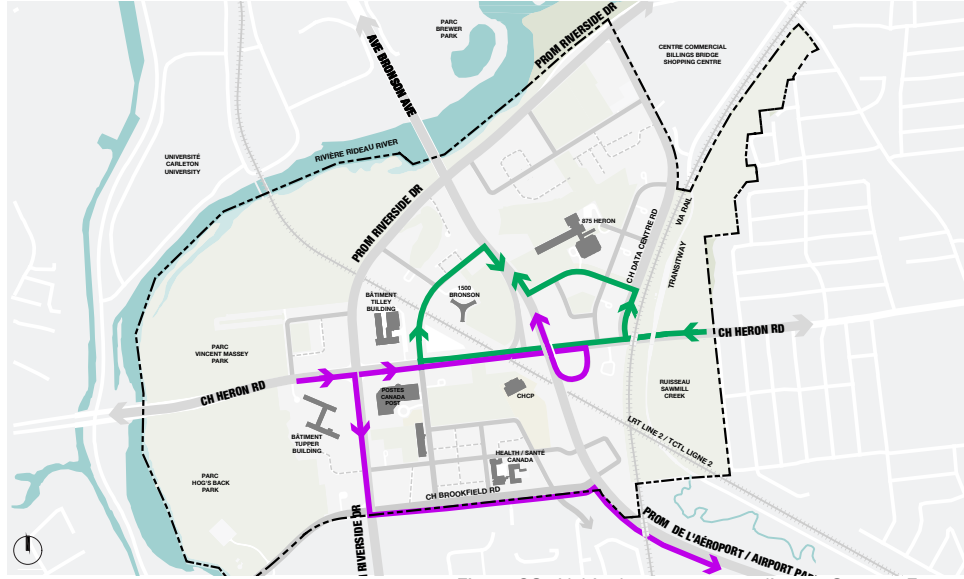 PARC
BREWER
PARK
PROM RIVERSIDE DR
CENTRE COMMERCIAL
BILLINGS BRIDGE
SHOPPING CENTRE
AVE BRONSON AVE
RIVIÈRE RIDEAU RIVER
UNIVERSITÉ
CARLETON
UNIVERSITY
PROM RIVERSIDE DR
875 HERON
CH DATA CENTRE RD
VIA RAIL
TRANSITWAY
BÂTIMENT
TILLEY
BUILDING
1500
BRONSON
CH HERON RD
PARC
VINCENT MASSEY
PARK
CH HERON RD
POSTES
CANADA
POST
CHCP
RUISSEAU
SAWMILL
CREEK
BÂTIMENT
TUPPER
BUILDING
LRT LINE 2 / TCTL LIGNE 2
HEALTH / SANTÉ
CANADA
PARC
HOG'S BACK
PARK
CH BROOKFIELD RD
RIVERSIDE DR
PROM DE L'AÉROPORT / AIRPORT